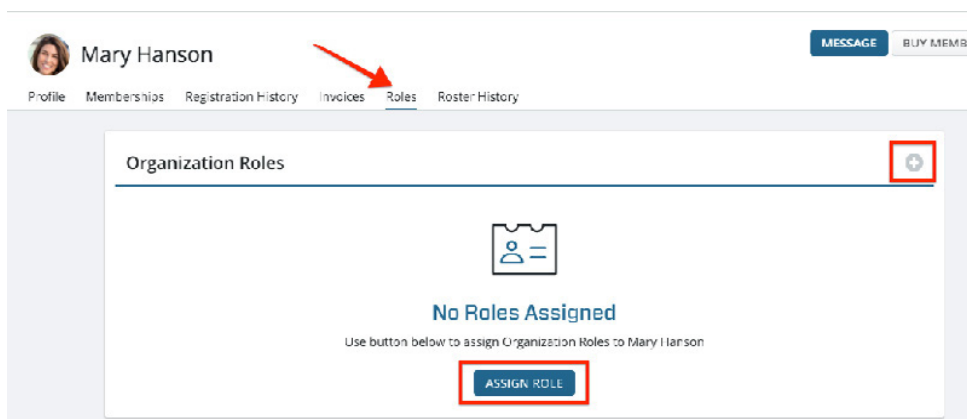 Mary Hanson
MESSAGE
BUY MEMB
Profile Memberships Registration History Invoices Roles Roster History
Organization Roles
No Roles Assigned
Use button below to assign Organization Roles to Mary Hanson
ASSIGN ROLE